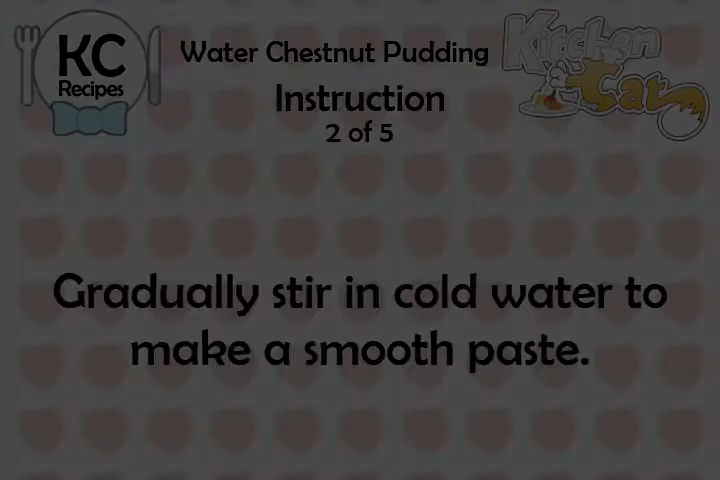 KC
Recipes
Water Chestnut Pudding
Instruction
2 of 5
Kitchen
Cat
Gradually stir in cold water to
make a smooth paste.